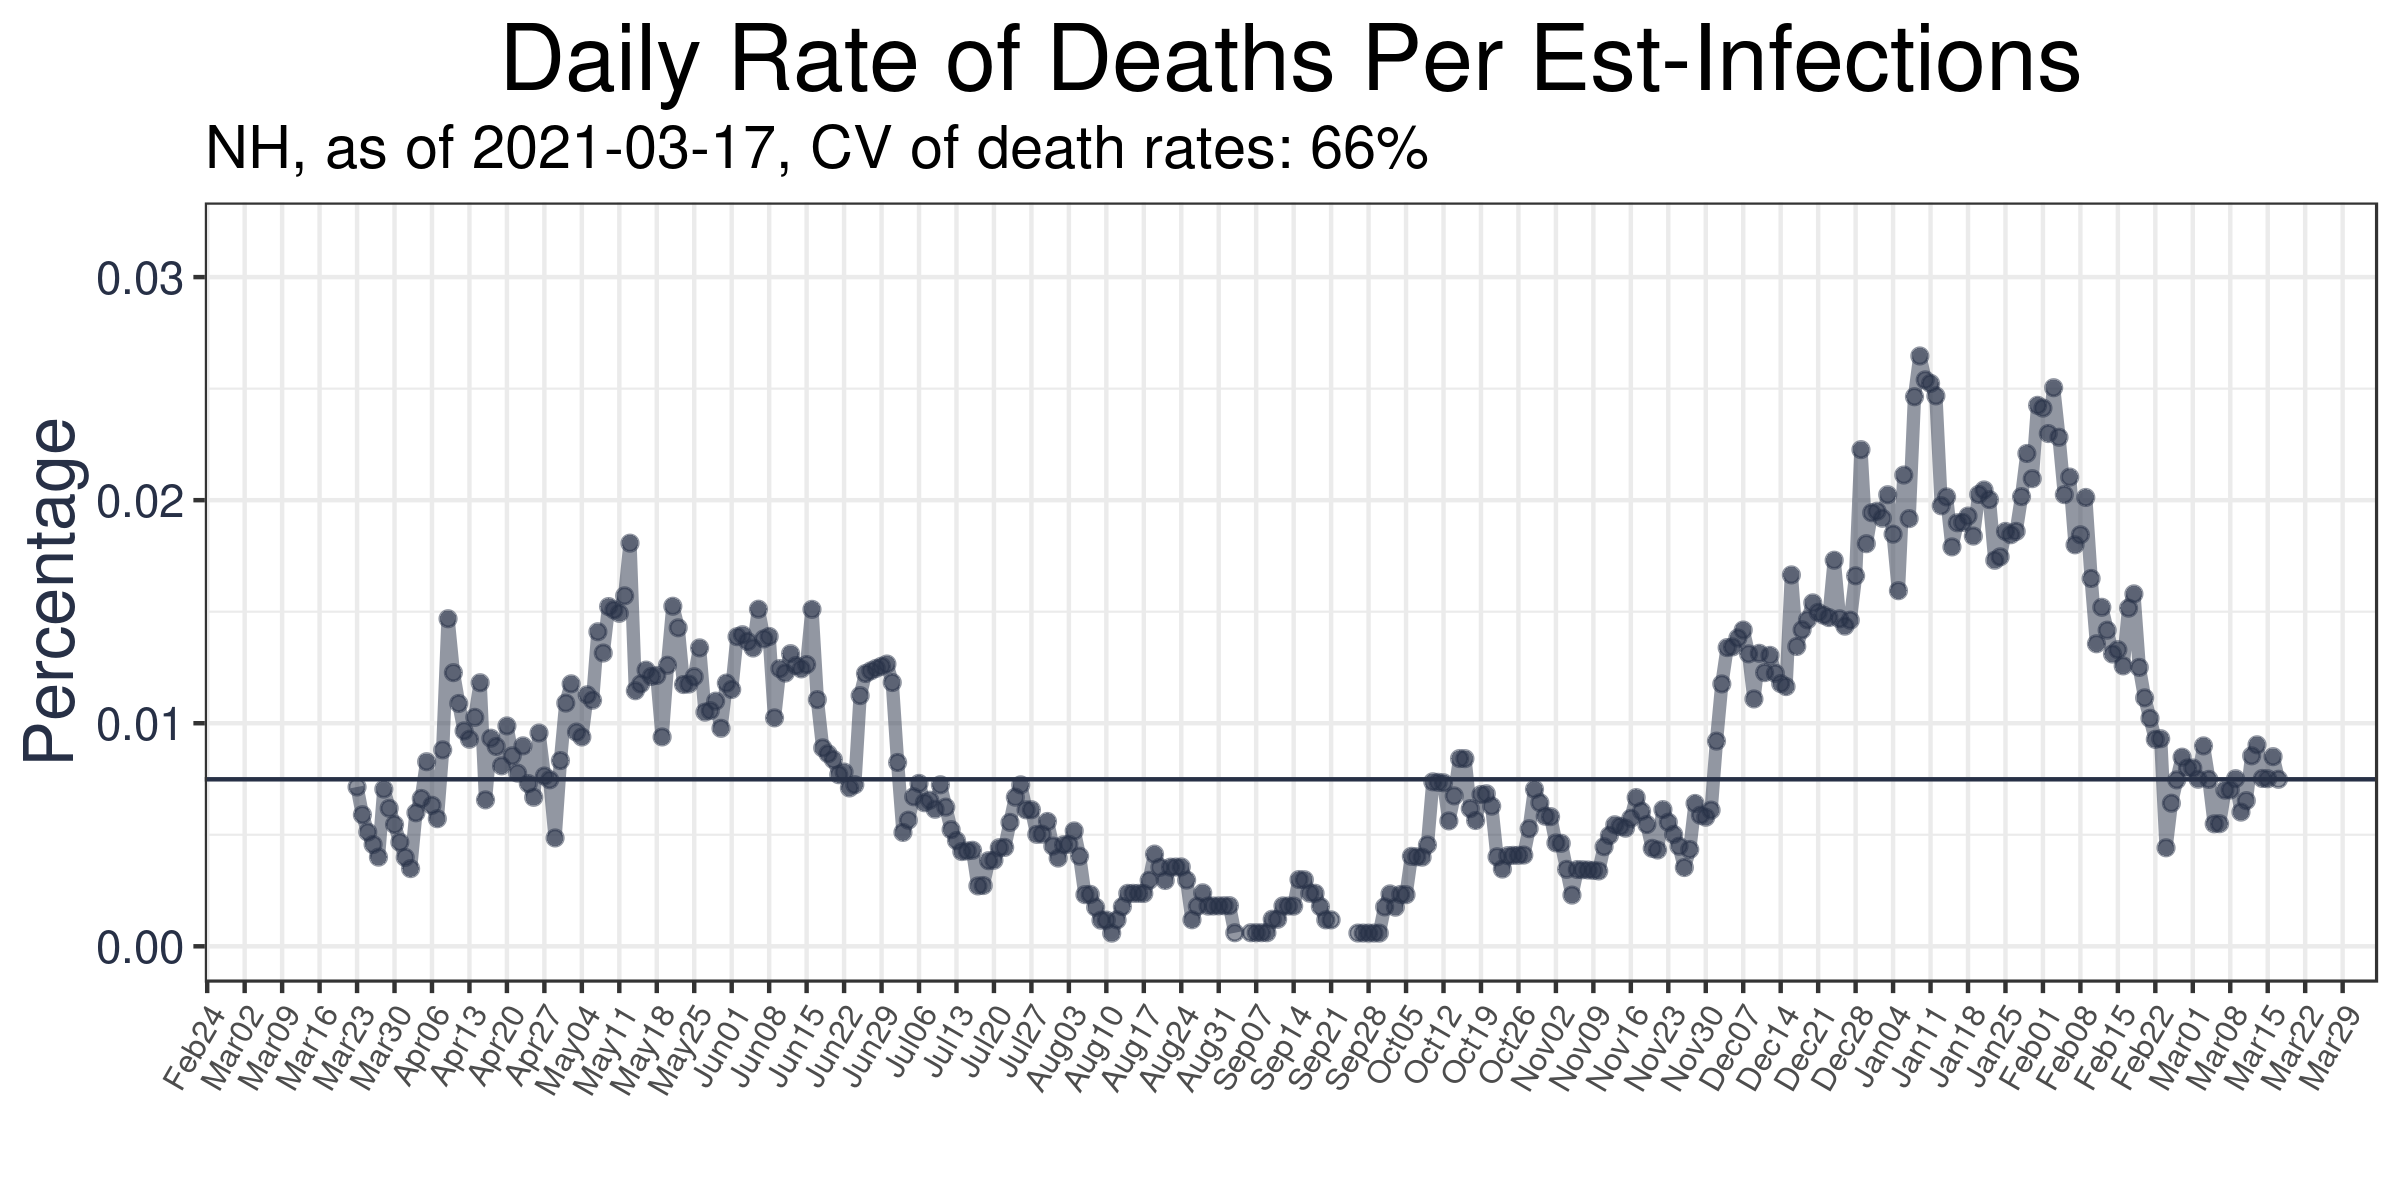 Daily Rate of Deaths Per Est-Infections
NH, as of 2021-03-17, CV of death rates: 66%
Percentage
0.03
0.02
0.01
0.00
Feb24
Mar02
Mar09
Mar16
Mar23
Mar30
Apr06
Apr13
Apr20
Apr27
May04
May11
May18
May25
Jun01
Jun08
Jun15
Jun22
Jun29
Jul06
Jul13
Jul20
Jul27
Aug03
Aug10
Aug17
Aug24
Aug31
Sep07
Sep14
Sep21
Sep28
Oct05
Oct12
Oct19
Oct26
Nov02
Nov09
Nov16
Nov23
Nov30
Dec07
Dec14
Dec21
Dec28
Jan04
Jan11
Jan18
Jan25
Feb01
Feb08
Feb15
Feb22
Mar01
Mar08
Mar15
Mar22
Mar29